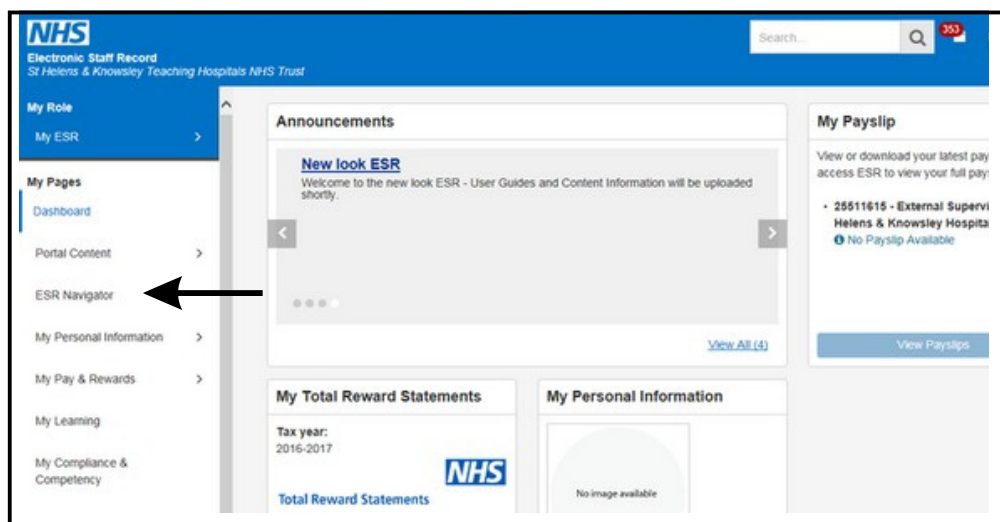 NHS
Electronic Staff Record
St Helens & Knowsley Teaching Hospitals NHS Trust
Search...
353
My Role
My ESR
My Pages
Dashboard
Portal Content
ESR Navigator
My Personal Information
My Pay & Rewards
My Learning
My Compliance &
Competency
Announcements
New look ESR
Welcome to the new look ESR - User Guides and Content Information will be uploaded
shortly.
View All (4)
My Payslip
View or download your latest pay
access ESR to view your full pay
25511615 - External Supervi
Helens & Knowsley Hospita
No Payslip Available
View Payslips
My Total Reward Statements
Tax year:
2016-2017
NHS
Total Reward Statements
My Personal Information
No image available